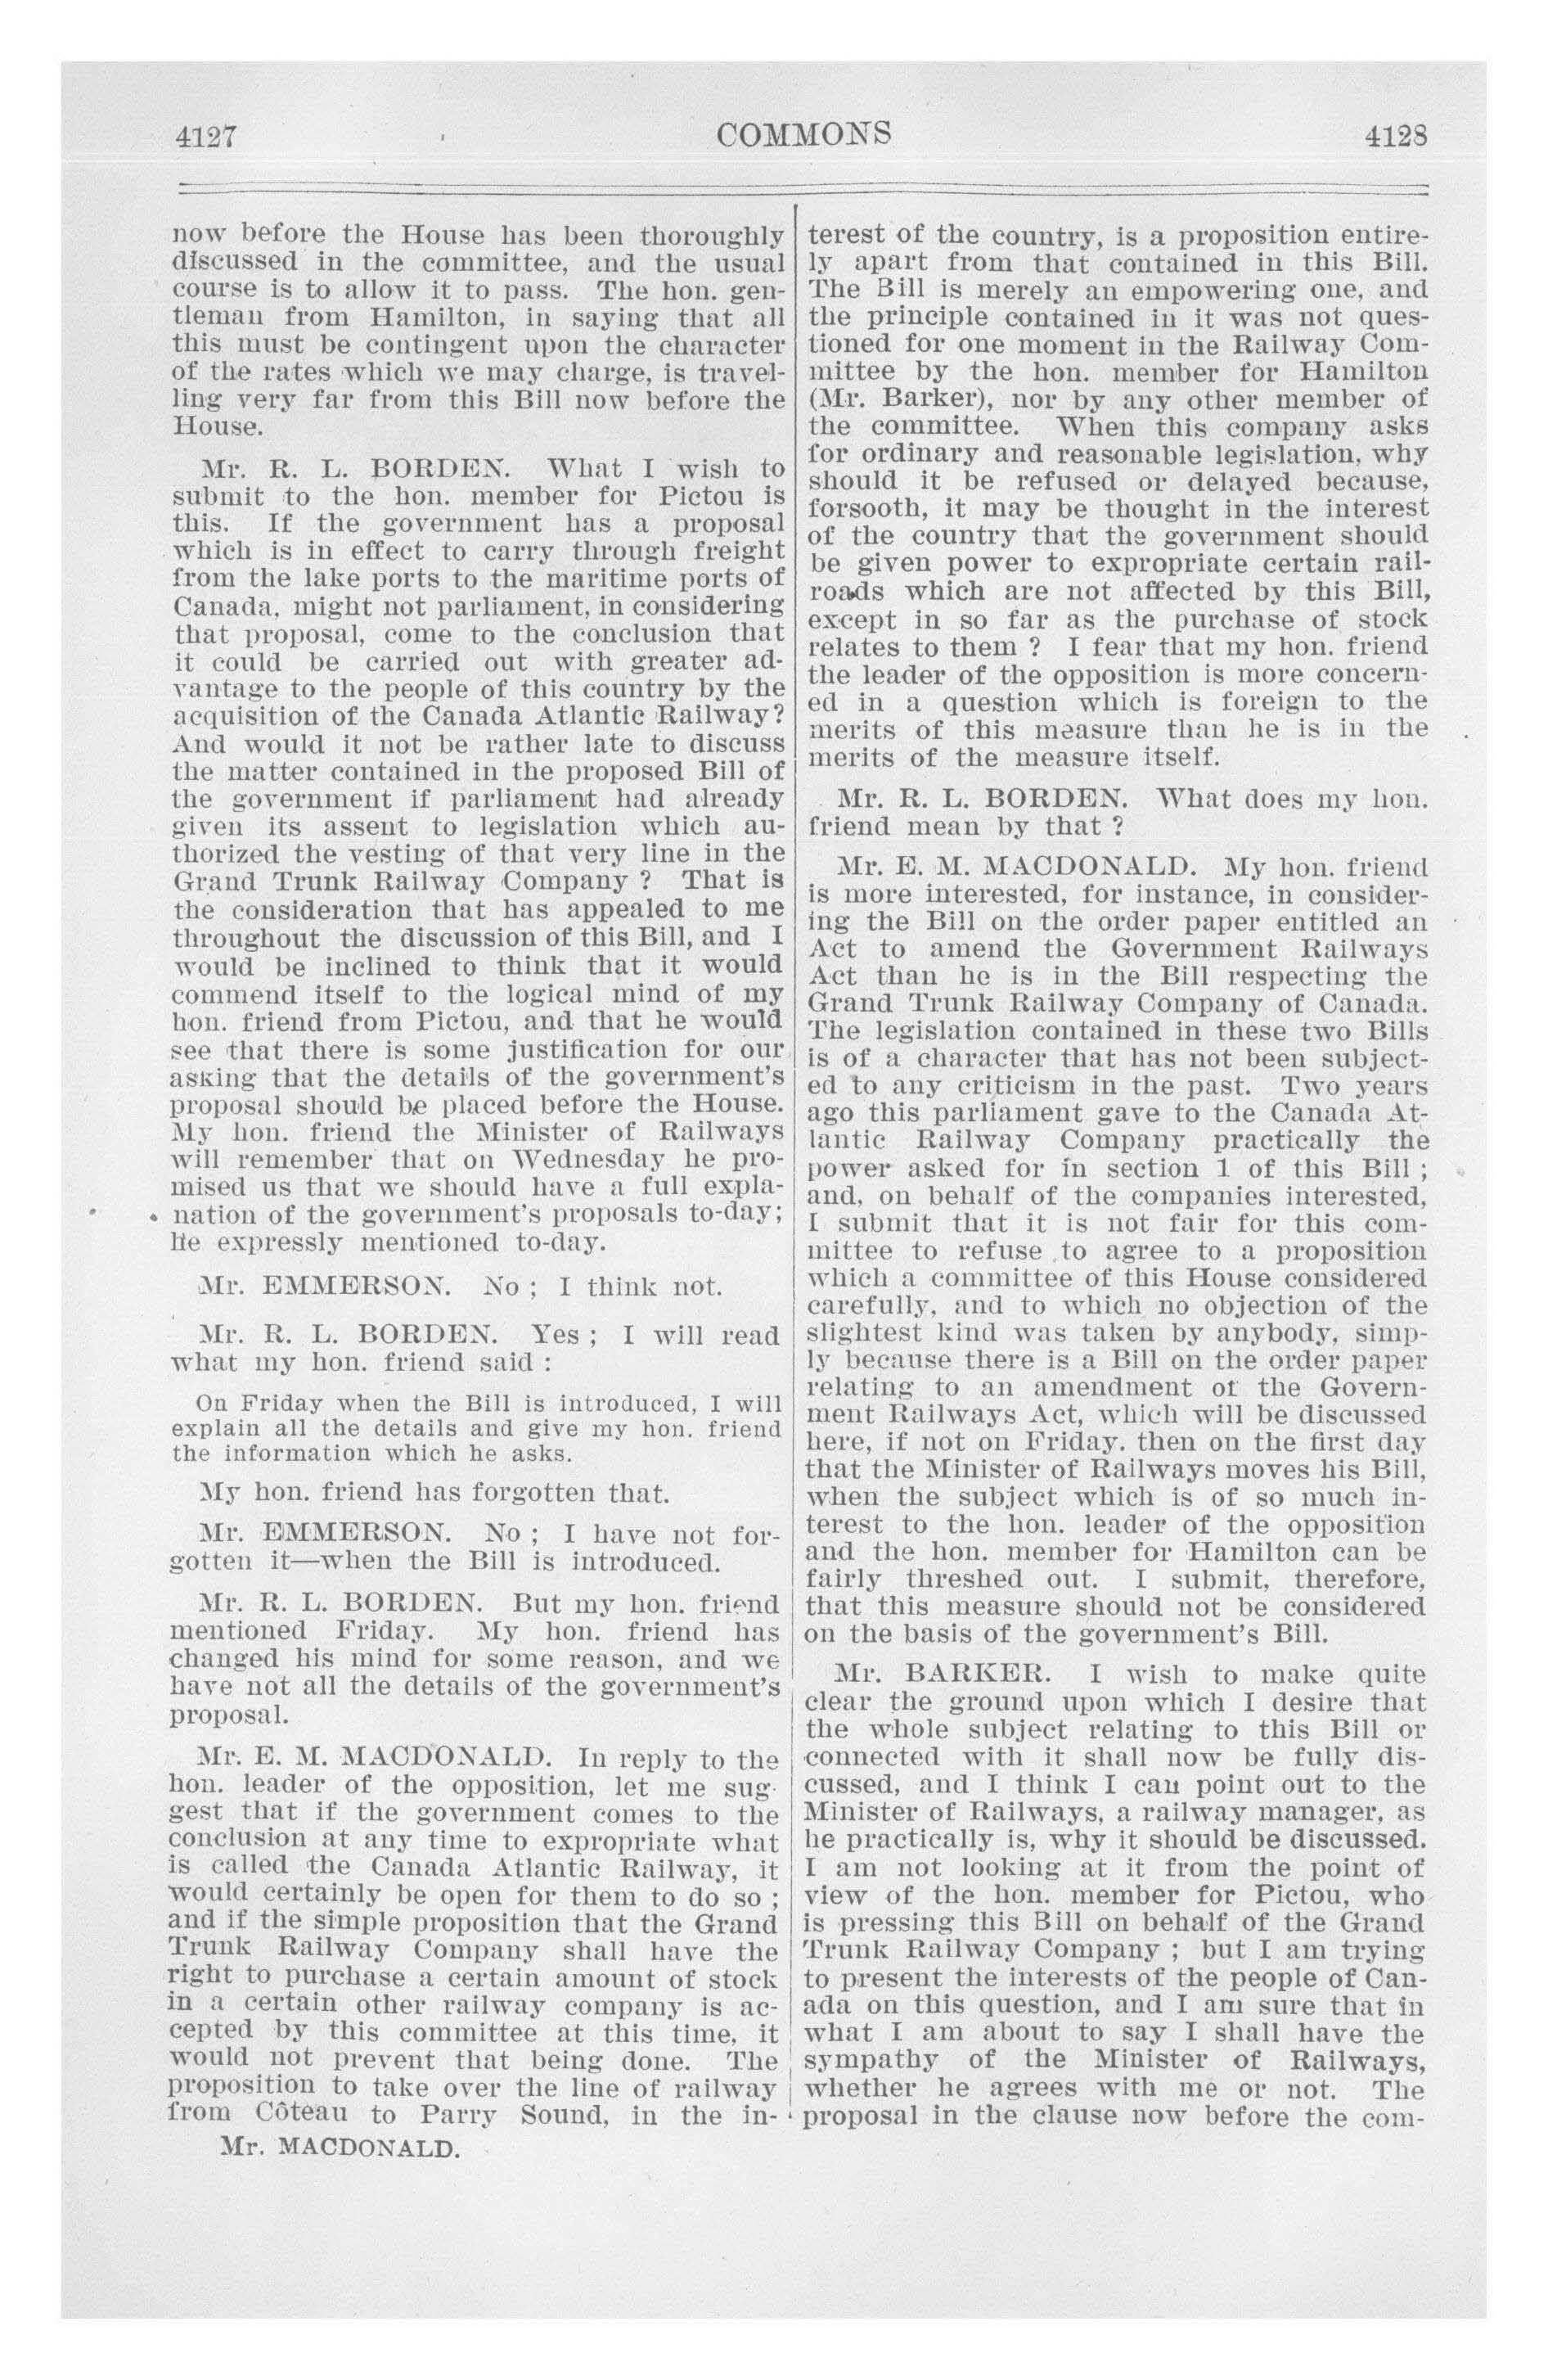 4127
COMMONS
4128
now before the House has been thoroughly
discussed in the committee, and the usual
course is to allow it to pass. The hon. gen-
tleman from Hamilton, in saying that all
this must be contingent upon the character
of the rates which we may charge, is travel-
ling very far from this Bill now before the
House.
Mr. R. L. BORDEN. What I wish to
submit to the hon. member for Pictou is
this. If the government has a proposal
which is in effect to carry through freight
from the lake ports to the maritime ports of
Canada, might not parliament, in considering
that proposal, come to the conclusion that
it could be carried out with greater ad-
vantage to the people of this country by the
acquisition of the Canada Atlantic Railway?
And would it not be rather late to discuss
the matter contained in the proposed Bill of
the government if parliament had already
given its assent to legislation which au-
thorized the vesting of that very line in the
Grand Trunk Railway Company ? That is
the consideration that has appealed to me
throughout the discussion of this Bill, and I
would be inclined to think that it would
commend itself to the logical mind of my
hon. friend from Pictou, and that he would
see that there is some justification for our
asking that the details of the government's
proposal should be placed before the House.
My hon. friend the Minister of Railways
will remember that on Wednesday he pro-
mised us that we should have a full expla-
nation of the government's proposals to-day;
he expressly mentioned to-day.
Mr. EMMERSON. No ; I think not.
Mr. R. L. BORDEN. Yes ; I will read
what my hon. friend said :
On Friday when the Bill is introduced, I will
explain all the details and give my hon. friend
the information which he asks.
My hon. friend has forgotten that.
Mr. EMMERSON. No ; I have not for-
gotten it—when the Bill is introduced.
Mr. R. L. BORDEN. But my hon. friend
mentioned Friday. My hon. friend has
changed his mind for some reason, and we
have not all the details of the government's
proposal.
Mr. E. M. MACDONALD. In reply to the
hon. leader of the opposition, let me sug-
gest that if the government comes to the
conclusion at any time to expropriate what
is called the Canada Atlantic Railway, it
would certainly be open for them to do so ;
and if the simple proposition that the Grand
Trunk Railway Company shall have the
right to purchase a certain amount of stock
in a certain other railway company is ac-
cepted by this committee at this time, it
would not prevent that being done. The
proposition to take over the line of railway
from Côteau to Parry Sound, in the in-
Mr. MACDONALD.
terest of the country, is a proposition entire-
ly apart from that contained in this Bill.
The Bill is merely an empowering one, and
the principle contained in it was not ques-
tioned for one moment in the Railway Com-
mittee by the hon. member for Hamilton
(Mr. Barker), nor by any other member of
the committee. When this company asks
for ordinary and reasonable legislation, why
should it be refused or delayed because,
forsooth, it may be thought in the interest
of the country that the government should
be given power to expropriate certain rail-
roads which are not affected by this Bill,
except in so far as the purchase of stock
relates to them ? I fear that my hon. friend
the leader of the opposition is more concern-
ed in a question which is foreign to the
merits of this measure than he is in the
merits of the measure itself.
Mr. R. L. BORDEN. What does my hon.
friend mean by that ?
Mr. E. M. MACDONALD. My hon. friend
is more interested, for instance, in consider-
ing the Bill on the order paper entitled an
Act to amend the Government Railways
Act than he is in the Bill respecting the
Grand Trunk Railway Company of Canada.
The legislation contained in these two Bills
is of a character that has not been subject-
ed to any criticism in the past. Two years
ago this parliament gave to the Canada At-
lantic Railway Company practically the
power asked for in section 1 of this Bill ;
and, on behalf of the companies interested,
I submit that it is not fair for this com-
mittee to refuse to agree to a proposition
which a committee of this House considered
carefully, and to which no objection of the
slightest kind was taken by anybody, simp-
ly because there is a Bill on the order paper
relating to an amendment of the Govern-
ment Railways Act, which will be discussed
here, if not on Friday, then on the first day
that the Minister of Railways moves his Bill,
when the subject which is of so much in-
terest to the hon. leader of the opposition
and the hon. member for Hamilton can be
fairly threshed out. I submit, therefore,
that this measure should not be considered
on the basis of the government's Bill.
Mr. BARKER. I wish to make quite
clear the ground upon which I desire that
the whole subject relating to this Bill or
connected with it shall now be fully dis-
cussed, and I think I can point out to the
Minister of Railways, a railway manager, as
he practically is, why it should be discussed.
I am not looking at it from the point of
view of the hon. member for Pictou, who
is pressing this Bill on behalf of the Grand
Trunk Railway Company ; but I am trying
to present the interests of the people of Can-
ada on this question, and I am sure that in
what I am about to say I shall have the
sympathy of the Minister of Railways,
whether he agrees with me or not. The
proposal in the clause now before the com-